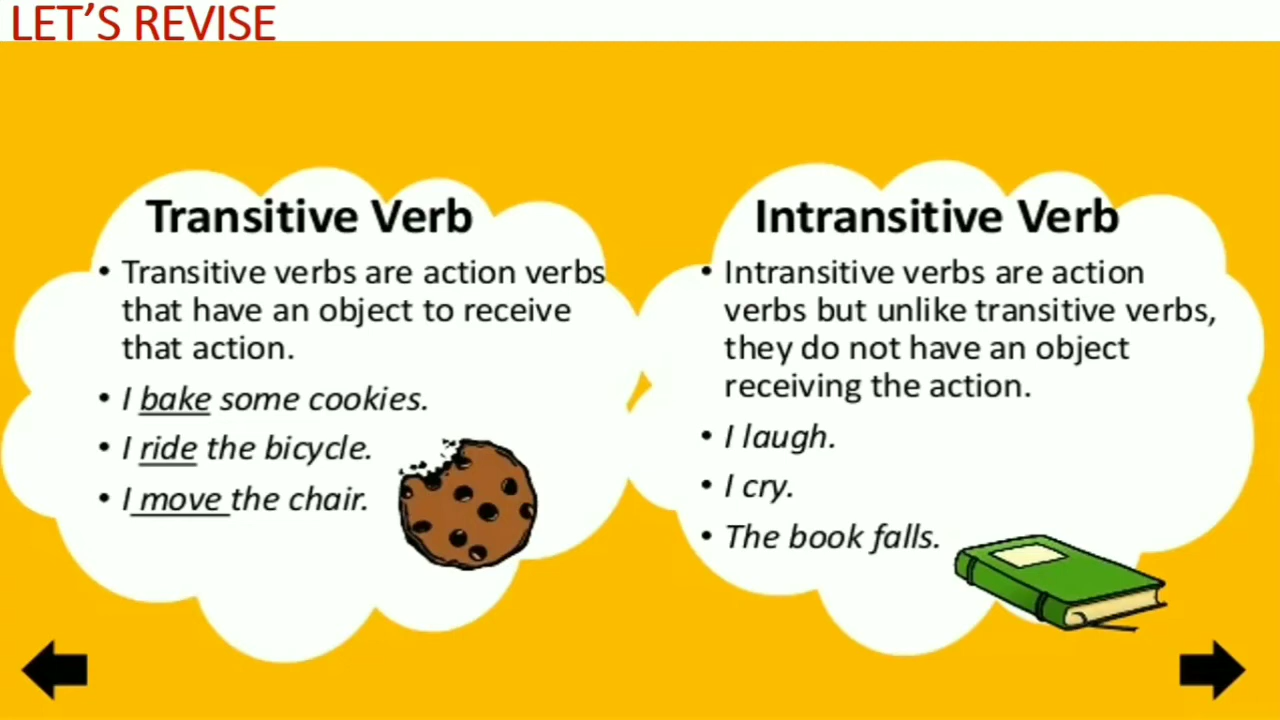 LET’S REVISE
Transitive Verb
• Transitive verbs are action verbs
that have an object to receive
that action.
• I bake some cookies.
• I ride the bicycle.
• I move the chair.
Intransitive Verb
• Intransitive verbs are action
verbs but unlike transitive verbs,
they do not have an object
receiving the action.
• I laugh.
• I cry.
• The book falls.